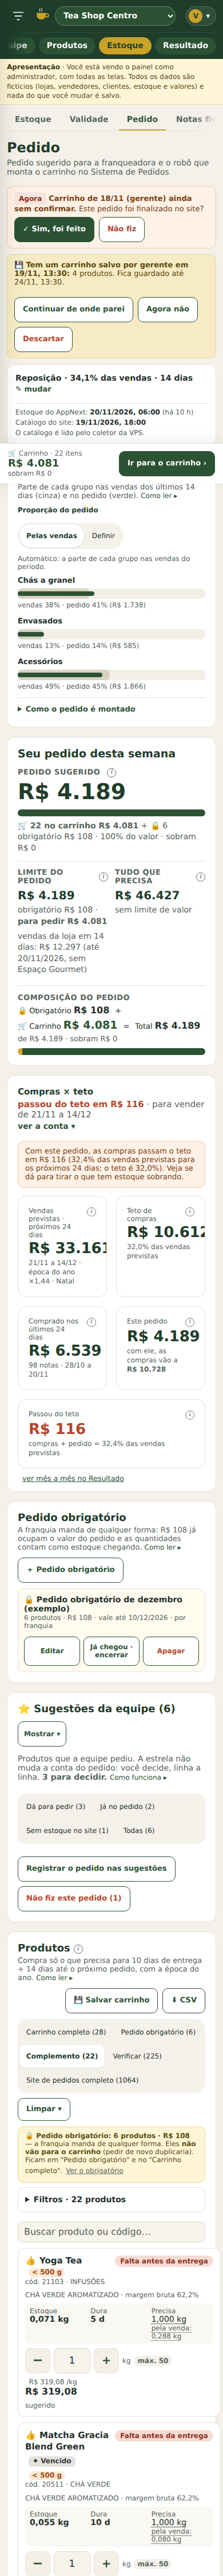 Tea Shop Centro
V
uipe Produtos Estoque Resultado
Apresentação · Você está vendo o painel como
administrador, com todas as telas. Todos os dados são
fictícios (lojas, vendedores, clientes, estoque e valores) e
nada do que você mudar é salvo.
Estoque Validade Pedido Notas fis
Pedido
Pedido sugerido para a franqueadora e o robô que
monta o carrinho no Sistema de Pedidos
Agora Carrinho de 18/11 (gerente) ainda
sem confirmar. Este pedido foi finalizado no site?
✓ Sim, foi feito Não fiz
💾 Tem um carrinho salvo por gerente em
19/11, 13:30: 4 produtos. Fica guardado até
24/11, 13:30.
Continuar de onde parei Agora não
Descartar
Reposição · 34,1% das vendas · 14 dias
✎ mudar
Estoque do AppNext: 20/11/2026, 06:00 (há 10 h)
Catálogo do site: 19/11/2026, 18:00
O catálogo é lido pelo coletor da VPS.
🛒 Carrinho · 22 itens
R$ 4.081
sobram R$ 0
Ir para o carrinho ›
Parte de cada grupo nas vendas dos últimos 14
dias (cinza) e no pedido (verde). Como ler ▸
Proporção do pedido
Pelas vendas Definir
Automático: a parte de cada grupo nas vendas do
período.
Chás a granel
vendas 38% · pedido 41% (R$ 1.738)
Envasados
vendas 13% · pedido 14% (R$ 585)
Acessórios
vendas 49% · pedido 45% (R$ 1.866)
▸ Como o pedido é montado
Seu pedido desta semana
PEDIDO SUGERIDO i
R$ 4.189
🛒 22 no carrinho R$ 4.081 + 🔒 6
obrigatório R$ 108 · 100% do valor · sobram
R$ 0
LIMITE DO PEDIDO i
R$ 4.189
obrigatório R$ 108 ·
para pedir R$ 4.081
vendas da loja em 14
dias: R$ 12.297 (até
20/11/2026, sem
Espaço Gourmet)
TUDO QUE PRECISA i
R$ 46.427
sem limite de valor
COMPOSIÇÃO DO PEDIDO
🔒 Obrigatório R$ 108 +
🛒 Carrinho R$ 4.081 = Total R$ 4.189
de R$ 4.189 · sobram R$ 0
Compras × teto
passou do teto em R$ 116 · para vender
de 21/11 a 14/12
ver a conta ▾
Com este pedido, as compras passam o teto
em R$ 116 (32,4% das vendas previstas para
os próximos 24 dias; o teto é 32,0%). Veja se
dá para tirar o que tem estoque sobrando.
Vendas previstas · próximos 24 dias i
R$ 33.161
21/11 a 14/12 ·
época do ano
×1,44 · Natal
Teto de compras i
R$ 10.612
32,0% das vendas
previstas
Comprado nos últimos 24 dias i
R$ 6.539
98 notas · 28/10 a
20/11
Este pedido i
R$ 4.189
com ele, as
compras vão a
R$ 10.728
Passou do teto i
R$ 116
compras + pedido = 32,4% das vendas
previstas
ver mês a mês no Resultado
Pedido obrigatório
A franquia manda de qualquer forma: R$ 108 já
ocupam o valor do pedido e as quantidades
contam como estoque chegando. Como ler ▸
+ Pedido obrigatório
🔒 Pedido obrigatório de dezembro
(exemplo)
6 produtos · R$ 108 · vale até 10/12/2026 · por
franquia
Editar Já chegou · encerrar Apagar
⭐ Sugestões da equipe (6)
Mostrar ▾
Produtos que a equipe pediu. A estrela não
muda a conta do pedido: você decide, linha a
linha. 3 para decidir. Como funciona ▸
Dá para pedir (3) Já no pedido (2)
Sem estoque no site (1) Todas (6)
Registrar o pedido nas sugestões
Não fiz este pedido (1)
Produtos i
Compra só o que precisa para 10 dias de entrega
+ 14 dias até o próximo pedido, com a época do
ano. Como ler ▸
💾 Salvar carrinho ⬇ CSV
Carrinho completo (28) Pedido obrigatório (6)
Complemento (22) Verificar (225)
Site de pedidos completo (1064)
Limpar ▾
🔒 Pedido obrigatório: 6 produtos · R$ 108
— a franquia manda de qualquer forma. Eles não
vão para o carrinho (pedir de novo duplicaria).
Ficam em "Pedido obrigatório" e no "Carrinho
completo". Ver o obrigatório
▸ Filtros · 22 produtos
Buscar produto ou código...
👍 Yoga Tea Falta antes da entrega
< 500 g
cód. 21103 · INFUSÕES
CHÁ VERDE AROMATIZADO · margem bruta 62,2%
Estoque Dura Precisa
0,071 kg 5 d 1,000 kg
pela venda:
0,288 kg
− 1 + kg máx. 50
R$ 319,08 /kg
R$ 319,08
sugerido
👍 Matcha Gracia Blend Green Falta antes da entrega
• Vencido
< 500 g
cód. 20511 · CHÁ VERDE
CHÁ VERDE AROMATIZADO · margem bruta 62,2%
Estoque Dura Precisa
0,055 kg 10 d 1,000 kg
pela venda:
0,080 kg
− 1 + kg máx. 50